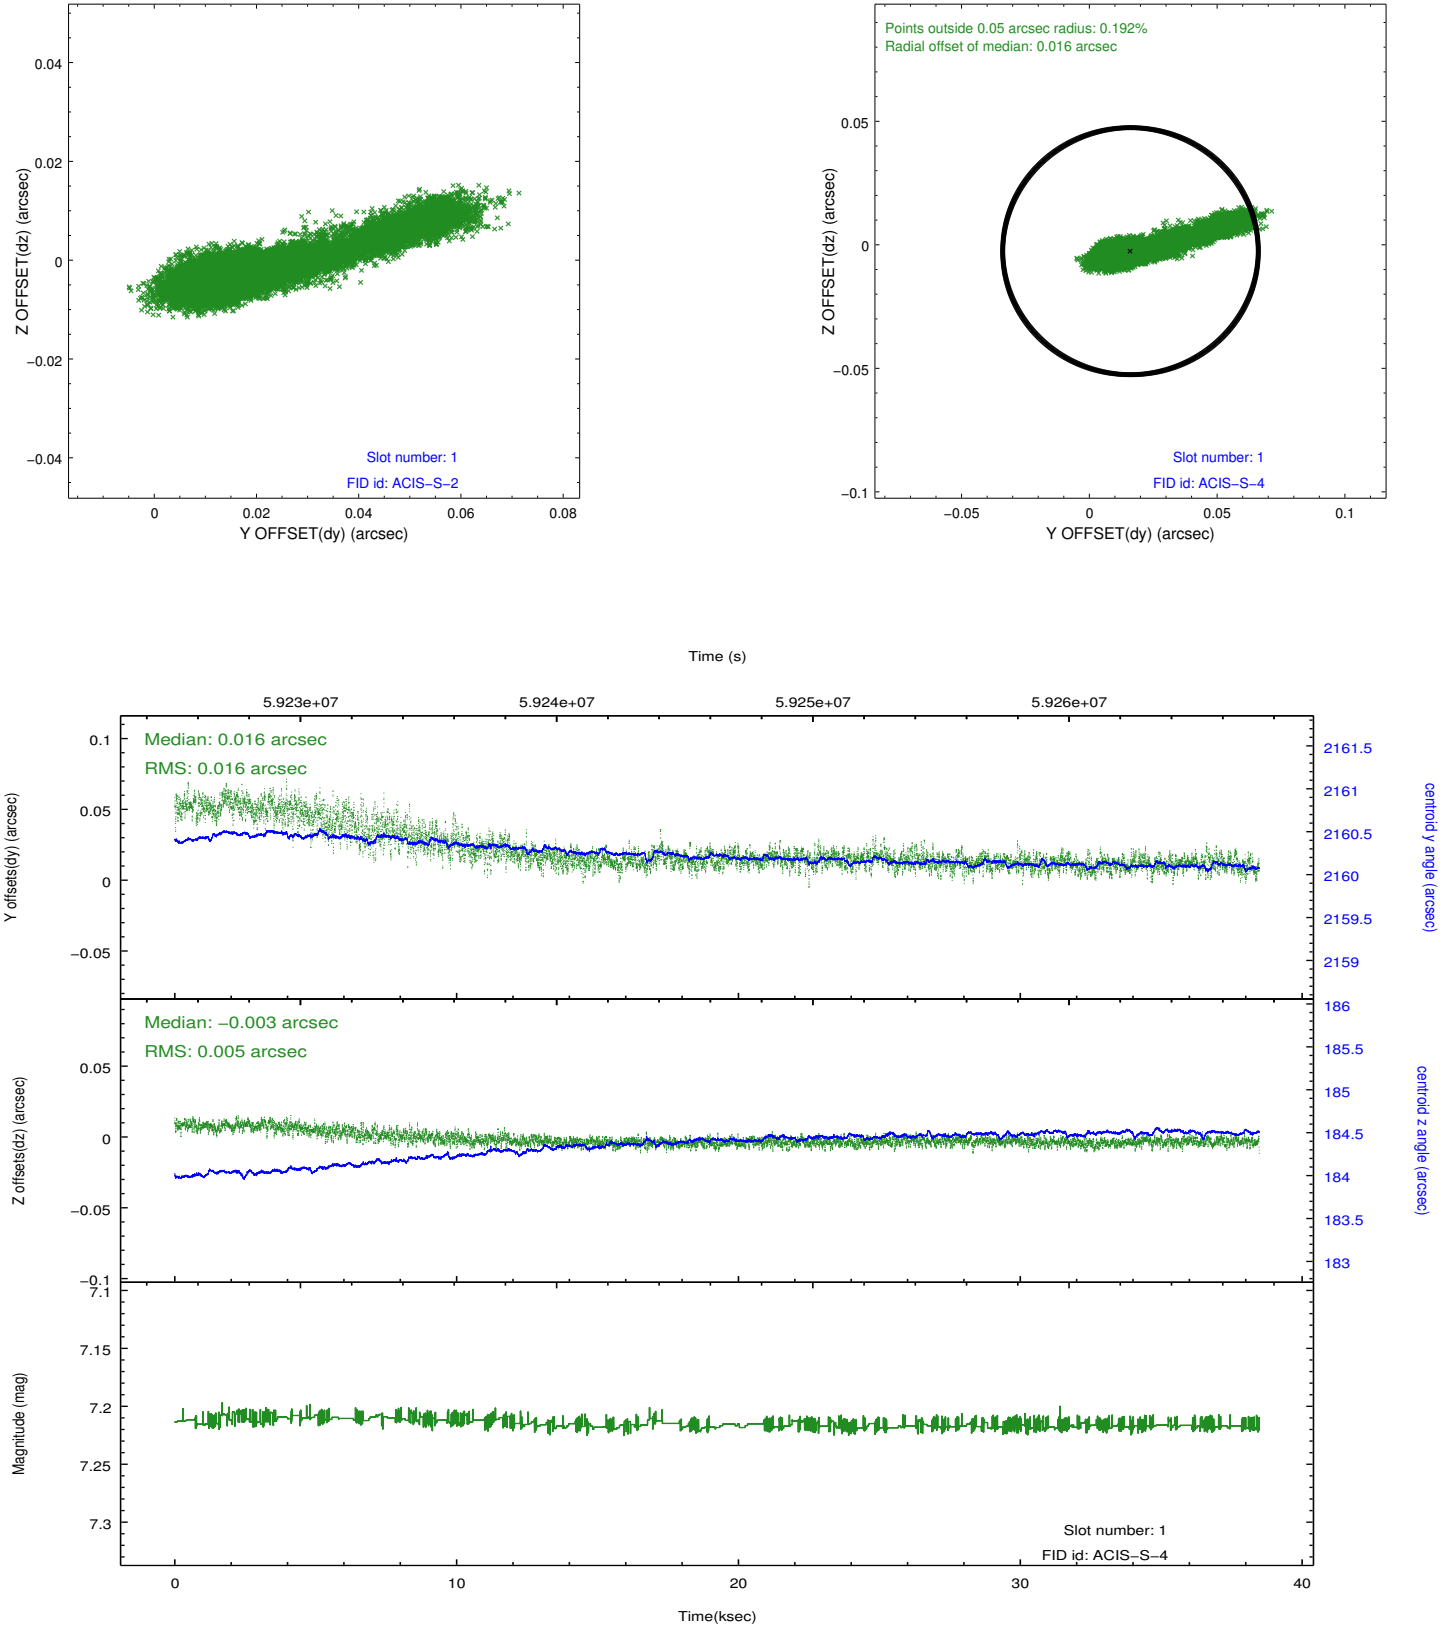 0.04
0.02
0
−0.02
−0.04
Z OFFSET(dz) (arcsec)
Slot number: 1
FID id: ACIS−S−2
0
0.02
0.04
0.06
0.08
Y OFFSET(dy) (arcsec)
Points outside 0.05 arcsec radius: 0.192%
Radial offset of median: 0.016 arcsec
0.05
0
−0.05
−0.1
Z OFFSET(dz) (arcsec)
Slot number: 1
FID id: ACIS−S−4
−0.05
0
0.05
0.1
Y OFFSET(dy) (arcsec)
Time (s)
5.923e+07
5.924e+07
5.925e+07
5.926e+07
Median: 0.016 arcsec
RMS: 0.016 arcsec
0.1
0.05
0
−0.05
Y offsets(dy) (arcsec)
2161.5
2161
2160.5
2160
2159.5
2159
centroid y angle (arcsec)
Median: −0.003 arcsec
RMS: 0.005 arcsec
0.05
0
−0.05
−0.1
Z offsets(dz) (arcsec)
186
185.5
185
184.5
184
183.5
183
centroid z angle (arcsec)
7.1
7.15
7.2
7.25
7.3
Magnitude (mag)
Slot number: 1
FID id: ACIS−S−4
0
10
20
30
40
Time(ksec)